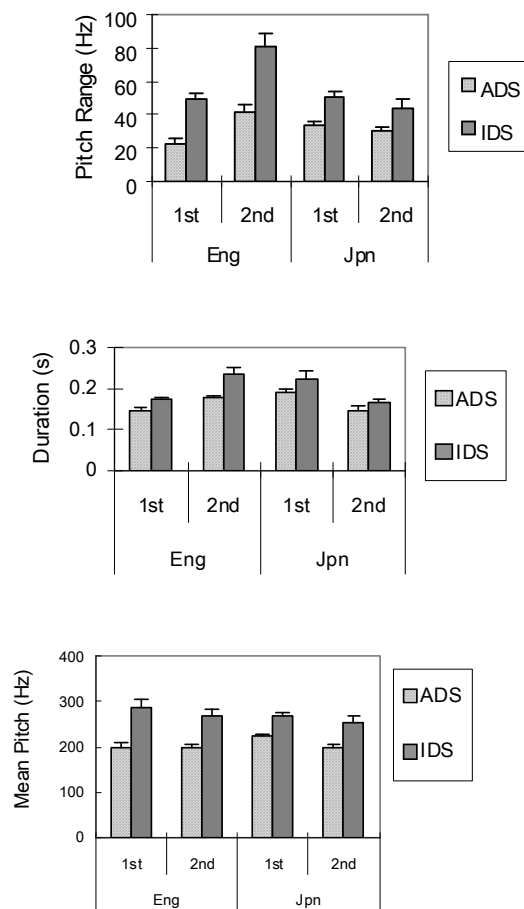 Pitch Range (Hz)
100
80
60
40
20
0
1st 2nd 1st 2nd
Eng Jpn
ADS
IDS
Duration (s)
0.3
0.2
0.1
0
1st 2nd 1st 2nd
Eng Jpn
ADS
IDS
Mean Pitch (Hz)
400
300
200
100
0
1st 2nd 1st 2nd
Eng Jpn
ADS
IDS